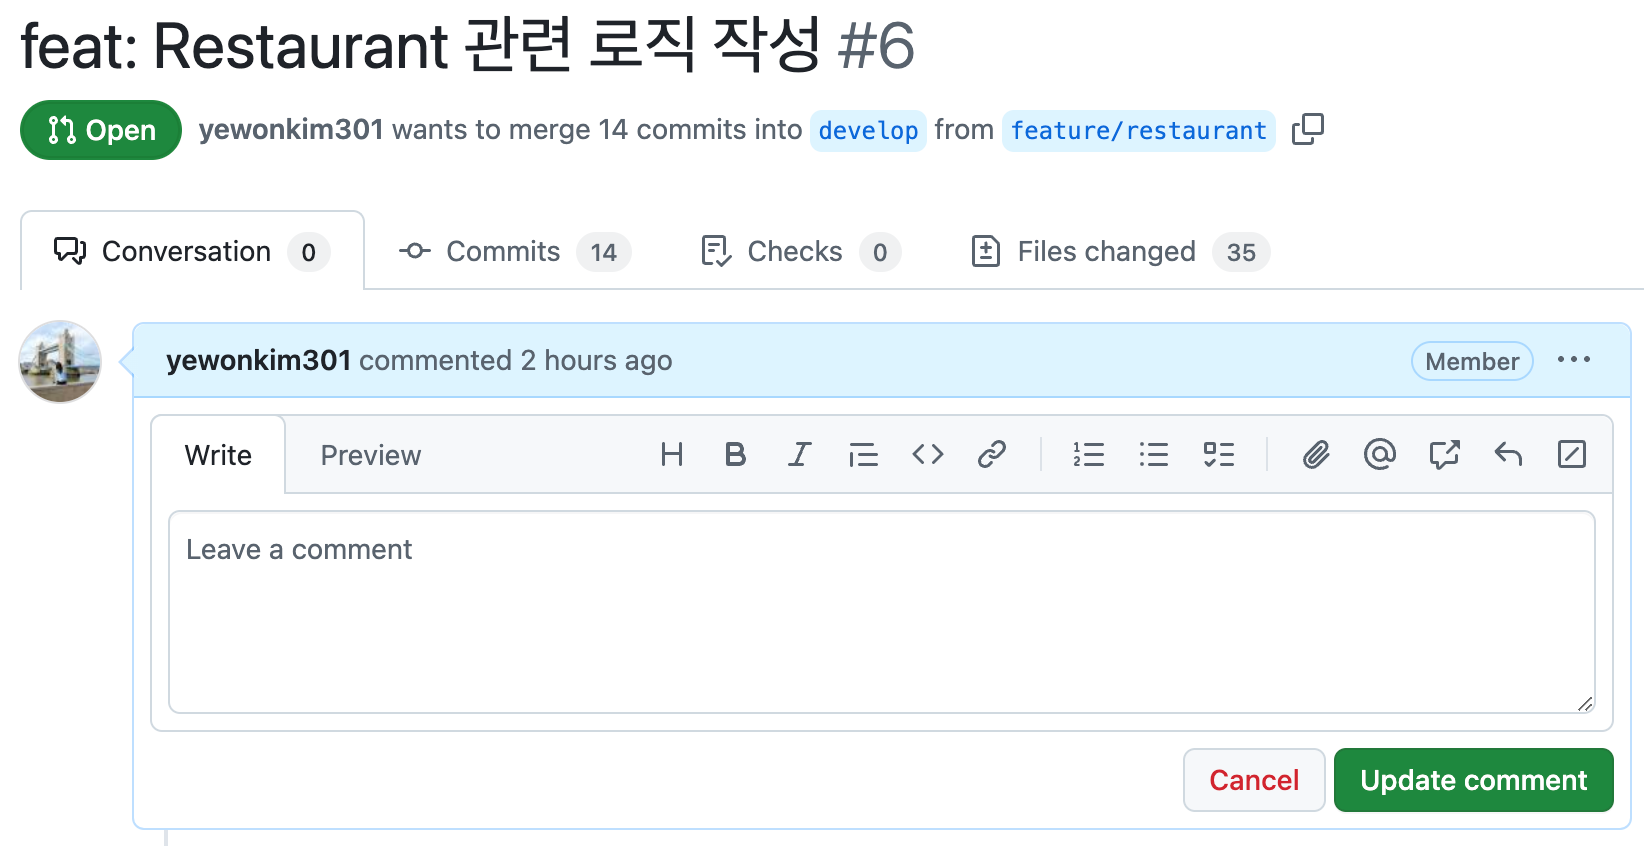 feat: Restaurant 관련 로직 작성 #6
Open yewonkim301 wants to merge 14 commits into develop from feature/restaurant
Conversation 0 Commits 14 Checks 0 Files changed 35
yewonkim301 commented 2 hours ago Member
Write Preview
Leave a comment
Cancel Update comment